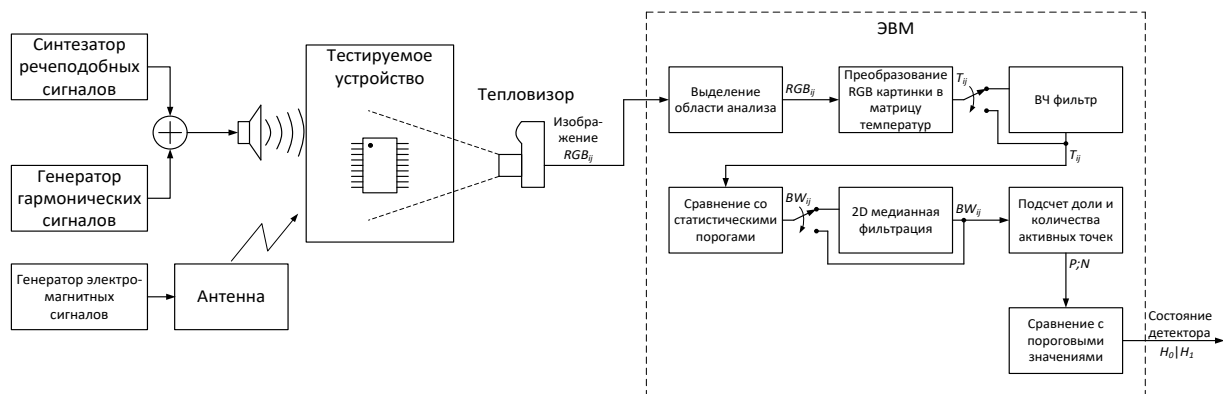 Синтезатор
речеподобных
сигналов
Генератор
гармонических
сигналов
Генератор электро-
магнитных
сигналов
Антенна
Тестируемое
устройство
Тепловизор
Изобра-
жение
RGBij
ЭВМ
Выделение
области анализа
RGBij
Преобразование
RGB картинки в
матрицу
температур
Tij
ВЧ фильтр
Tij
Сравнение со
статистическими
порогами
BWij
2D медианная
фильтрация
BWij
Подсчет доли и
количества
активных точек
P;N
Сравнение с
пороговыми
значениями
Состояние
детектора
H0|H1